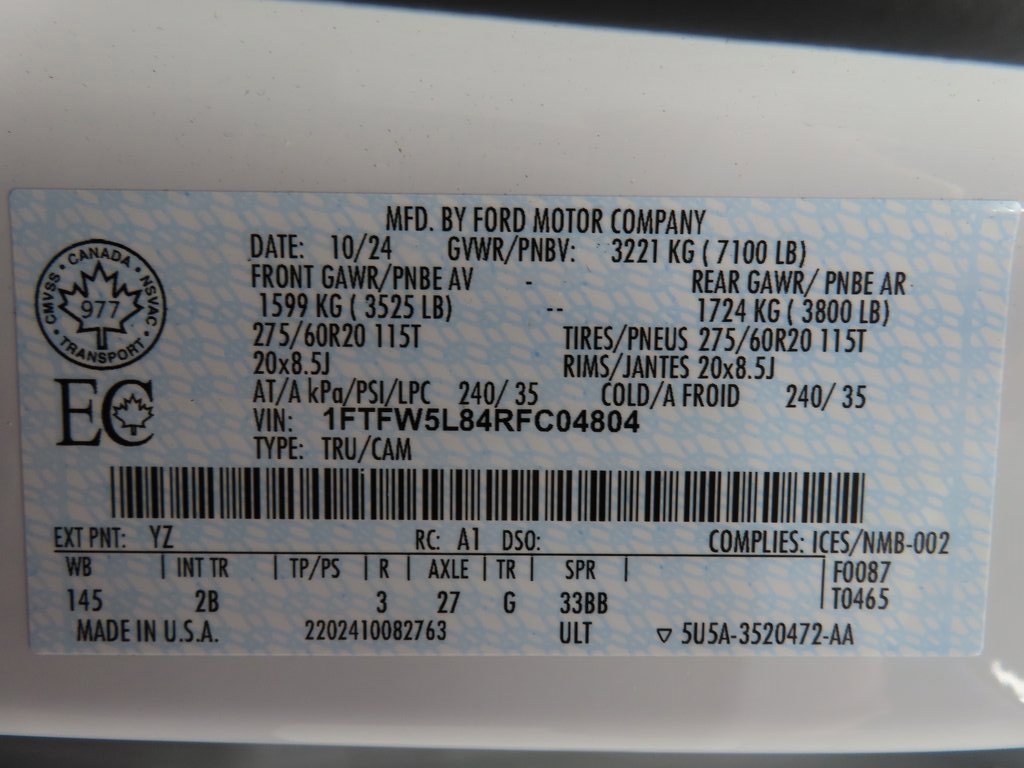 MFD. BY FORD MOTOR COMPANY
DATE: 10/24 GVWR/PNBV: 3221 KG ( 7100 LB)
FRONT GAWR/PNBE AV - REAR GAWR/ PNBE AR
1599 KG ( 3525 LB) -- 1724 KG ( 3800 LB)
275/60R20 115T TIRES/PNEUS 275/60R20 115T
20x8.5J RIMS/JANTES 20x8.5J
AT/A kPa/PSI/LPC 240/ 35 COLD/A FROID 240/ 35
VIN: 1FTFW5L84RFC04804
TYPE: TRU/CAM
CANADA
CMVSS • NSVAC
977
TRANSPORT
EC
EXT PNT: YZ RC: A1 DSO: COMPLIES: ICES/NMB-002
WB | INT TR | TP/PS | R | AXLE | TR | SPR | F0087
145 2B 3 27 G 33BB T0465
MADE IN U.S.A. 2202410082763 ULT ▽ 5U5A-3520472-AA